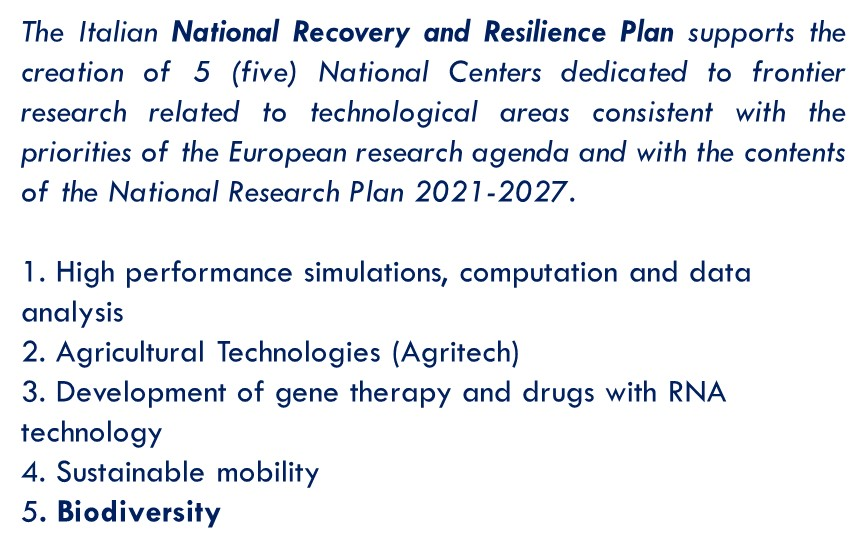 The Italian National Recovery and Resilience Plan supports the
creation of 5 (five) National Centers dedicated to frontier
research related to technological areas consistent with the
priorities of the European research agenda and with the contents
of the National Research Plan 2021-2027.
1. High performance simulations, computation and data
analysis
2. Agricultural Technologies (Agritech)
3. Development of gene therapy and drugs with RNA
technology
4. Sustainable mobility
5. Biodiversity